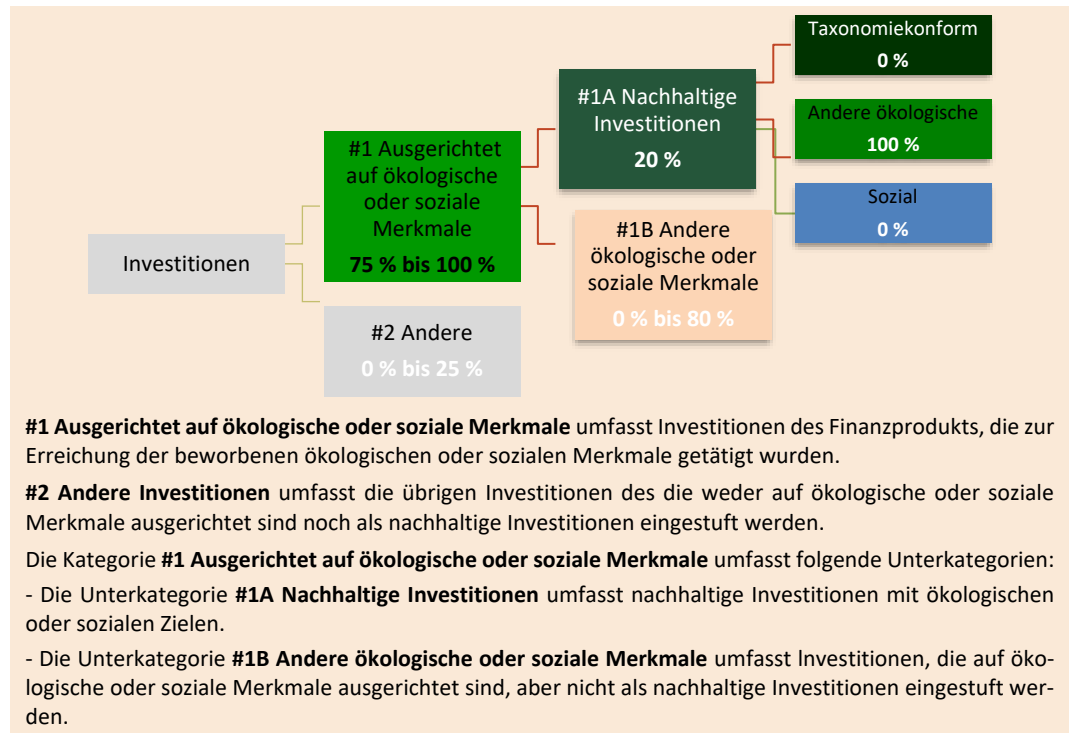 Taxonomiekonform
0 %
#1A Nachhaltige
Investitionen
20 %
Andere ökologische
100 %
#1 Ausgerichtet
auf ökologische
oder soziale
Merkmale
75 % bis 100 %
Sozial
0 %
#1B Andere
ökologische oder
soziale Merkmale
0 % bis 80 %
Investitionen
#2 Andere
0 % bis 25 %
#1 Ausgerichtet auf ökologische oder soziale Merkmale umfasst Investitionen des Finanzprodukts, die zur
Erreichung der beworbenen ökologischen oder sozialen Merkmale getätigt wurden.
#2 Andere Investitionen umfasst die übrigen Investitionen des die weder auf ökologische oder soziale
Merkmale ausgerichtet sind noch als nachhaltige Investitionen eingestuft werden.
Die Kategorie #1 Ausgerichtet auf ökologische oder soziale Merkmale umfasst folgende Unterkategorien:
- Die Unterkategorie #1A Nachhaltige Investitionen umfasst nachhaltige Investitionen mit ökologischen
oder sozialen Zielen.
- Die Unterkategorie #1B Andere ökologische oder soziale Merkmale umfasst Investitionen, die auf öko-
logische oder soziale Merkmale ausgerichtet sind, aber nicht als nachhaltige Investitionen eingestuft wer-
den.